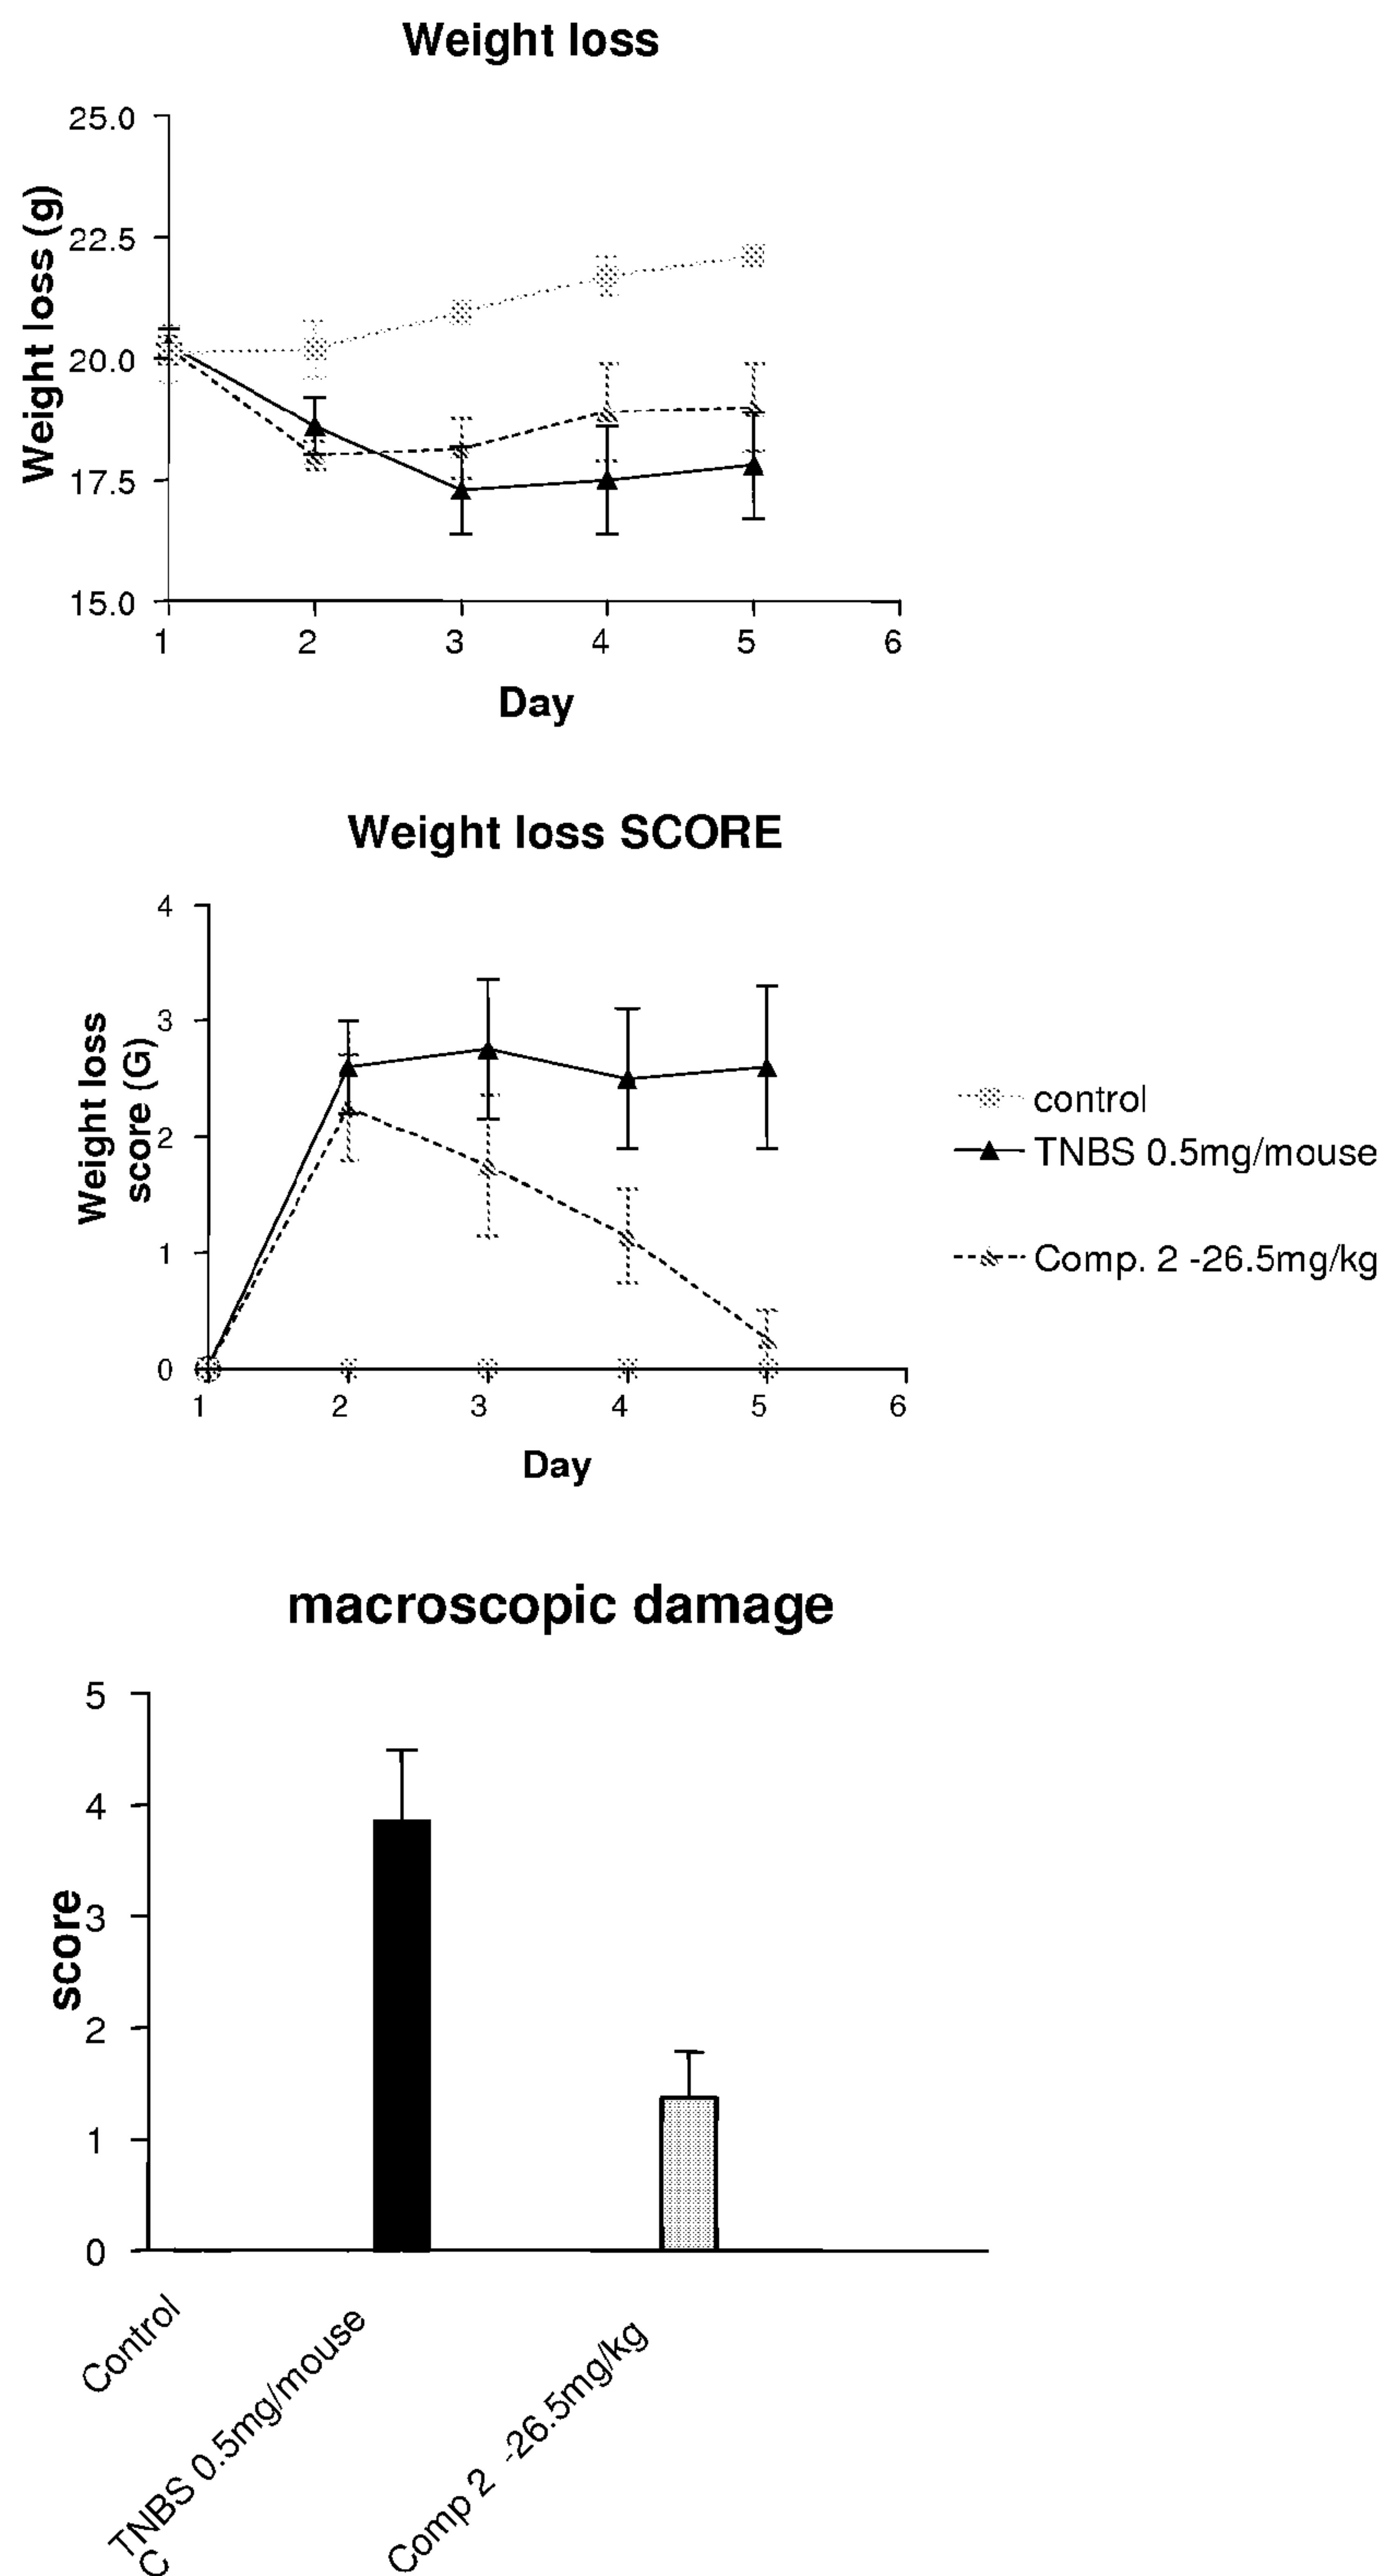 Weight loss
25.0
22.5
20.0
17.5
15.0
Weight loss (g)
1 2 3 4 5 6
Day
Weight loss SCORE
4
3
2
1
0
Weight loss
score (G)
1 2 3 4 5 6
Day
control
TNBS 0.5mg/mouse
Comp. 2 -26.5mg/kg
macroscopic damage
5
4
3
2
1
0
score
Control
TNBS 0.5mg/mouse
C
Comp 2 -26.5mg/kg